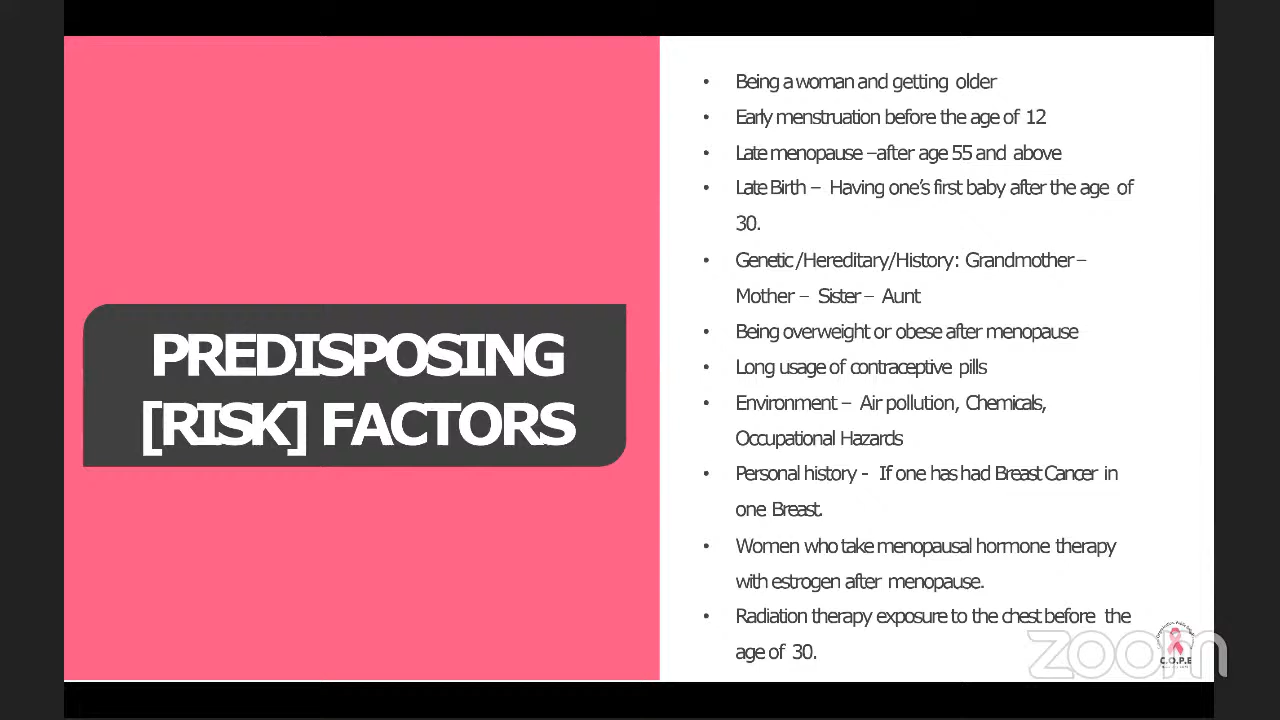 PREDISPOSING
[RISK] FACTORS
• Being a woman and getting older
• Early menstruation before the age of 12
• Late menopause –after age 55 and above
• Late Birth – Having one's first baby after the age of
30.
• Genetic /Hereditary/History: Grandmother –
Mother – Sister – Aunt
• Being overweight or obese after menopause
• Long usage of contraceptive pills
• Environment – Air pollution, Chemicals,
Occupational Hazards
• Personal history - If one has had Breast Cancer in
one Breast.
• Women who take menopausal hormone therapy
with estrogen after menopause.
• Radiation therapy exposure to the chest before the
age of 30.
zoom
C.O.P.E